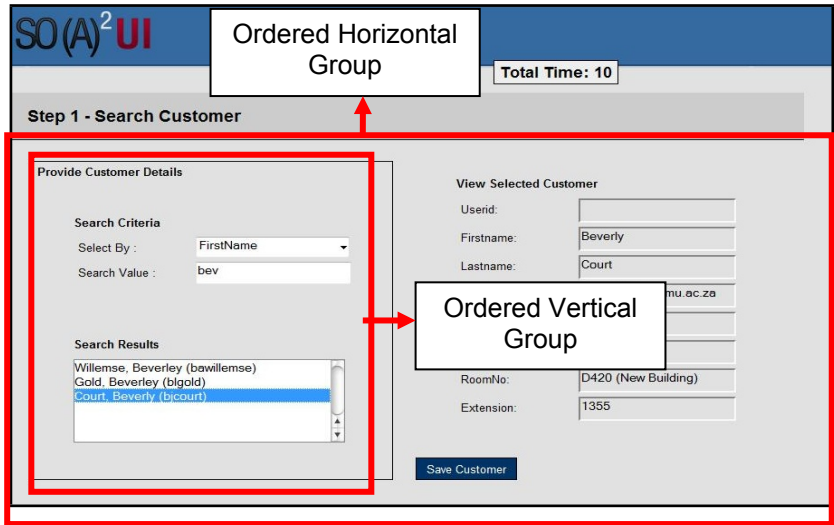 SO(A)²UI
Ordered Horizontal
Group
Total Time: 10
Step 1 - Search Customer
Provide Customer Details
Search Criteria
Select By : FirstName
Search Value : bev
Search Results
Willemse, Beverley (bawillemse)
Gold, Beverley (blgold)
Court, Beverly (bjcourt)
View Selected Customer
Userid:
Firstname: Beverly
Lastname: Court
mu.ac.za
Ordered Vertical
Group
RoomNo: D420 (New Building)
Extension: 1355
Save Customer